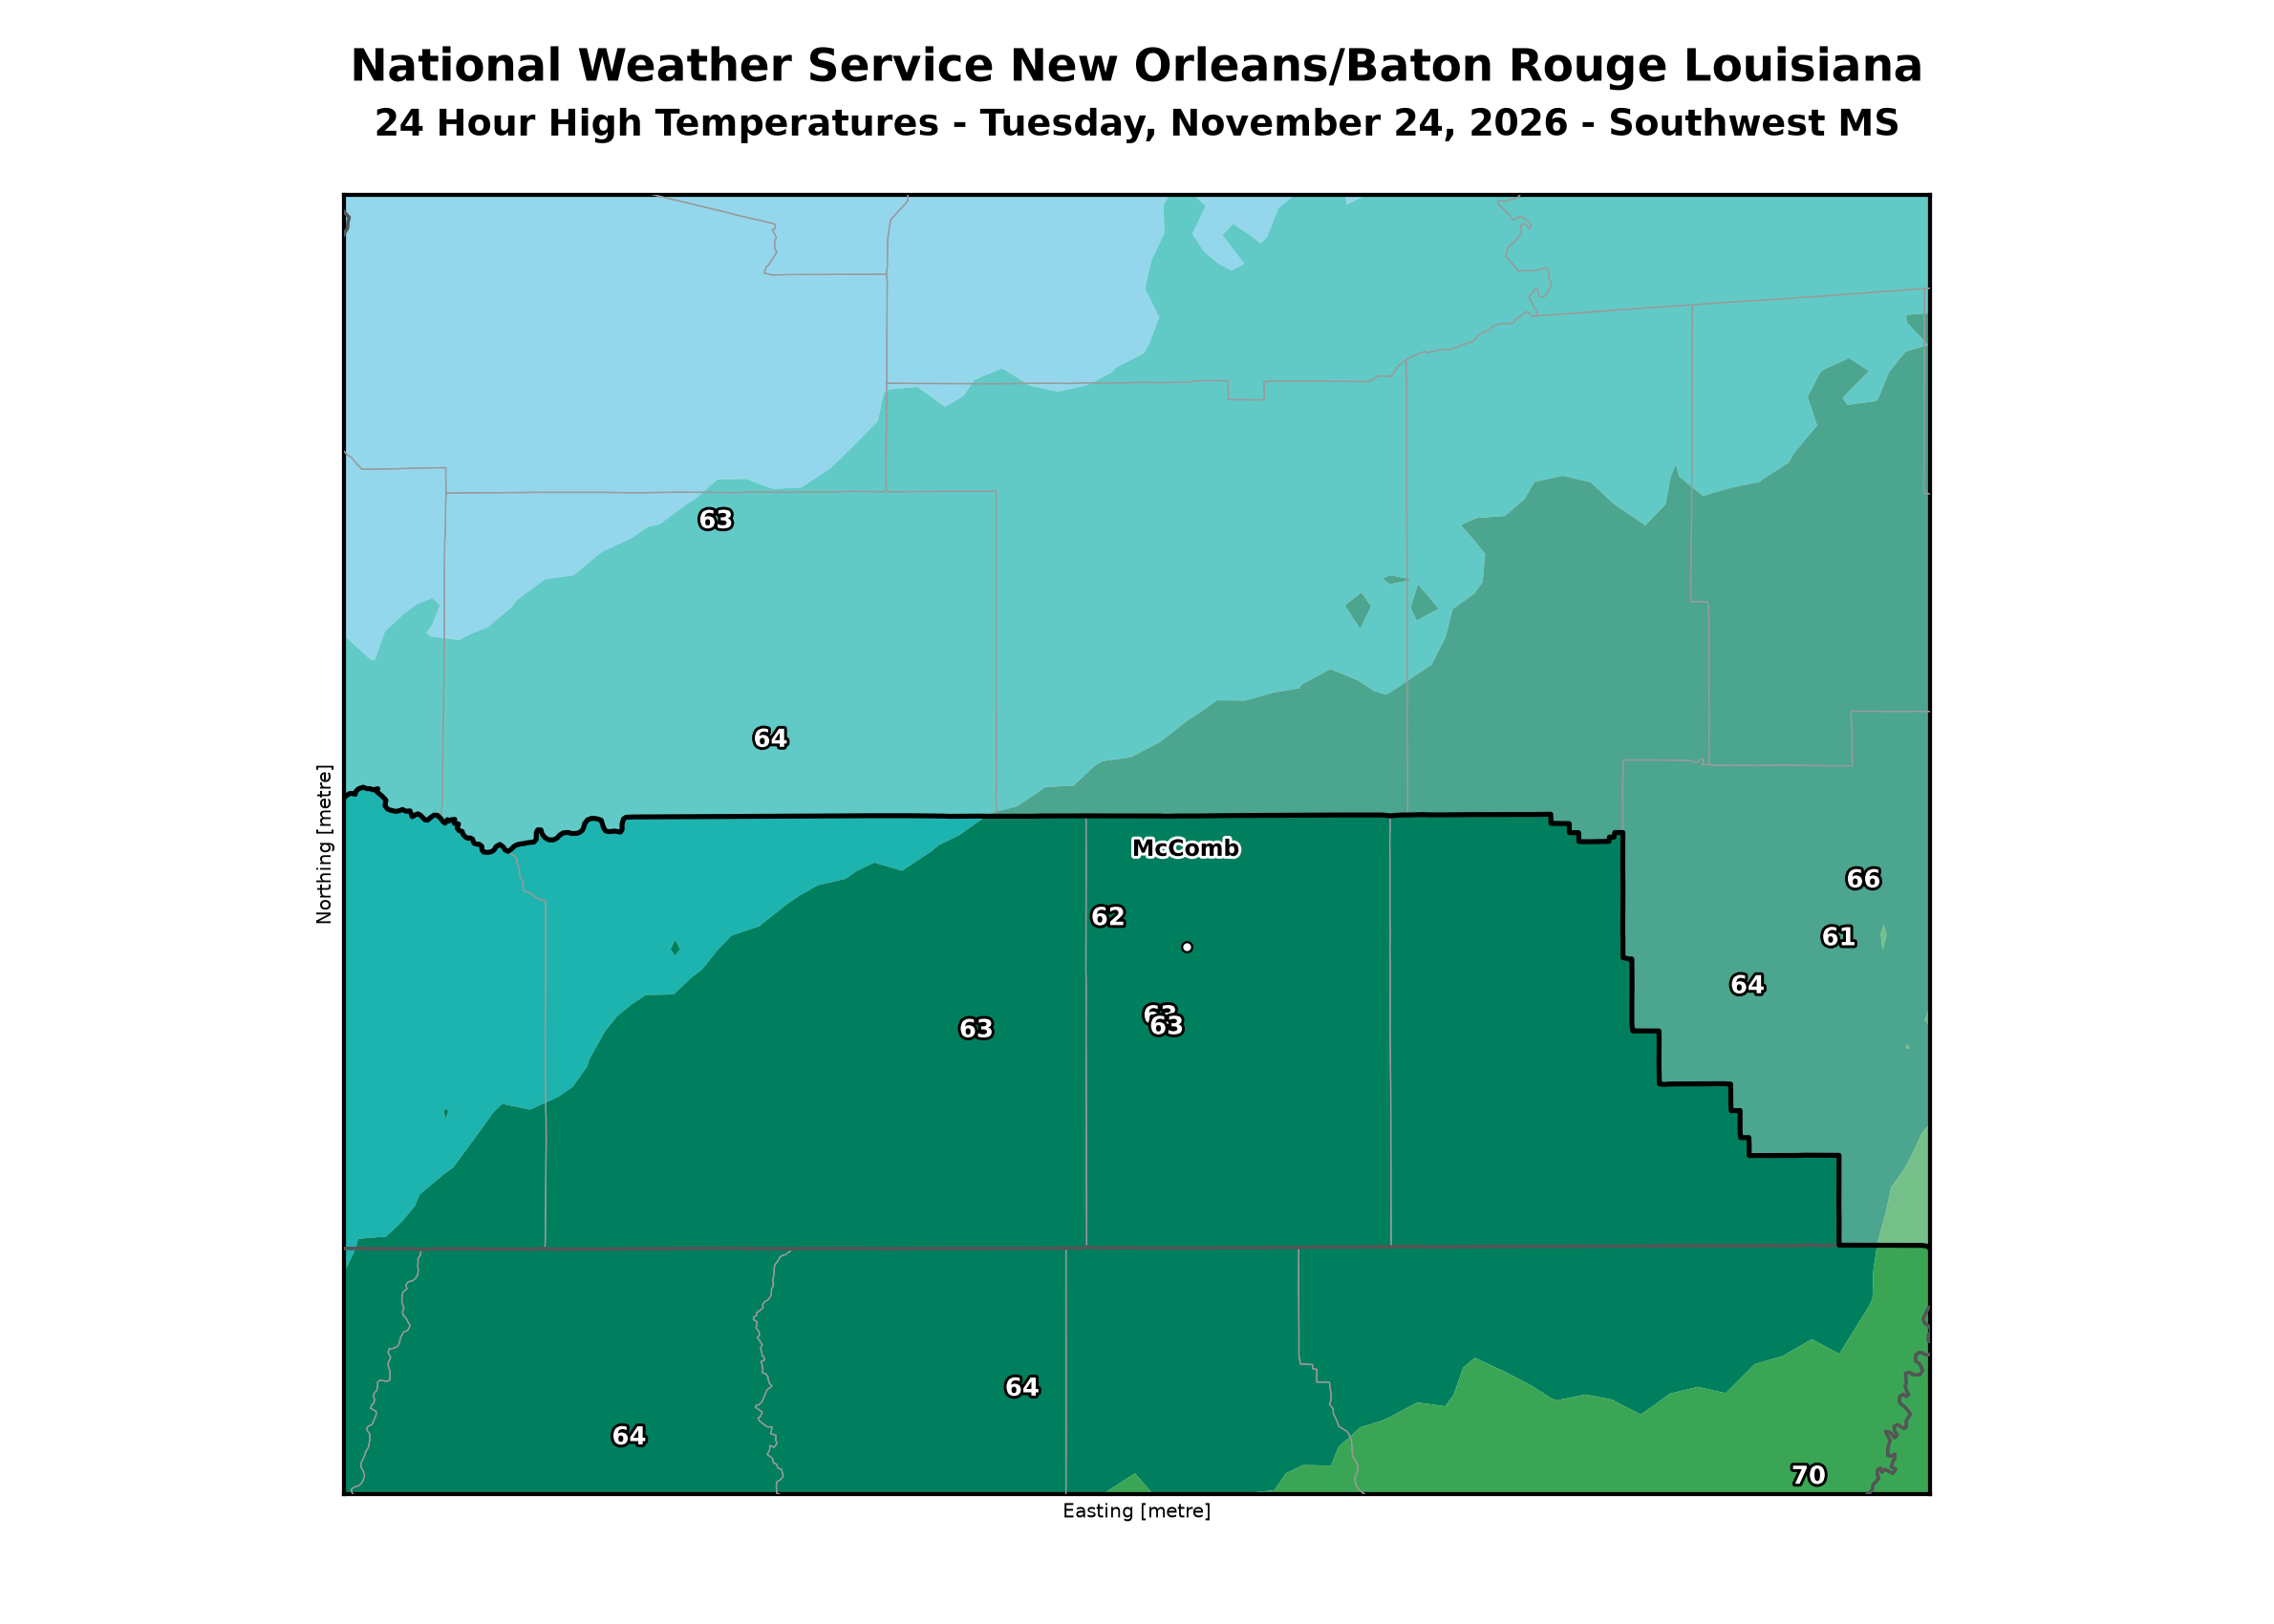 National Weather Service New Orleans/Baton Rouge Louisiana
24 Hour High Temperatures - Tuesday, November 24, 2026 - Southwest MS
63
64
McComb
66
62
61
64
63
63
63
64
64
70
Northing [metre]
Easting [metre]